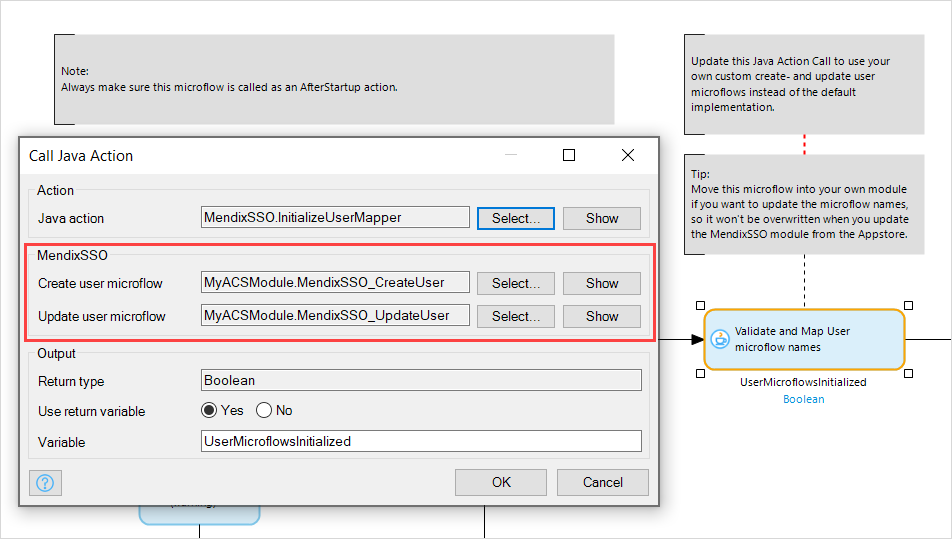 Note:
Always make sure this microflow is called as an AfterStartup action.
Update this Java Action Call to use your
own custom create- and update user
microflows instead of the default
implementation.
Tip:
Move this microflow into your own module
if you want to update the microflow names,
so it won't be overwritten when you update
the MendixSSO module from the Appstore.
Call Java Action
Action
Java action MendixSSO.InitializeUserMapper Select... Show
MendixSSO
Create user microflow MyACSModule.MendixSSO_CreateUser Select... Show
Update user microflow MyACSModule.MendixSSO_UpdateUser Select... Show
Output
Return type Boolean
Use return variable Yes No
Variable UserMicroflowsInitialized
? OK Cancel
Validate and Map User
microflow names
UserMicroflowsInitialized
Boolean